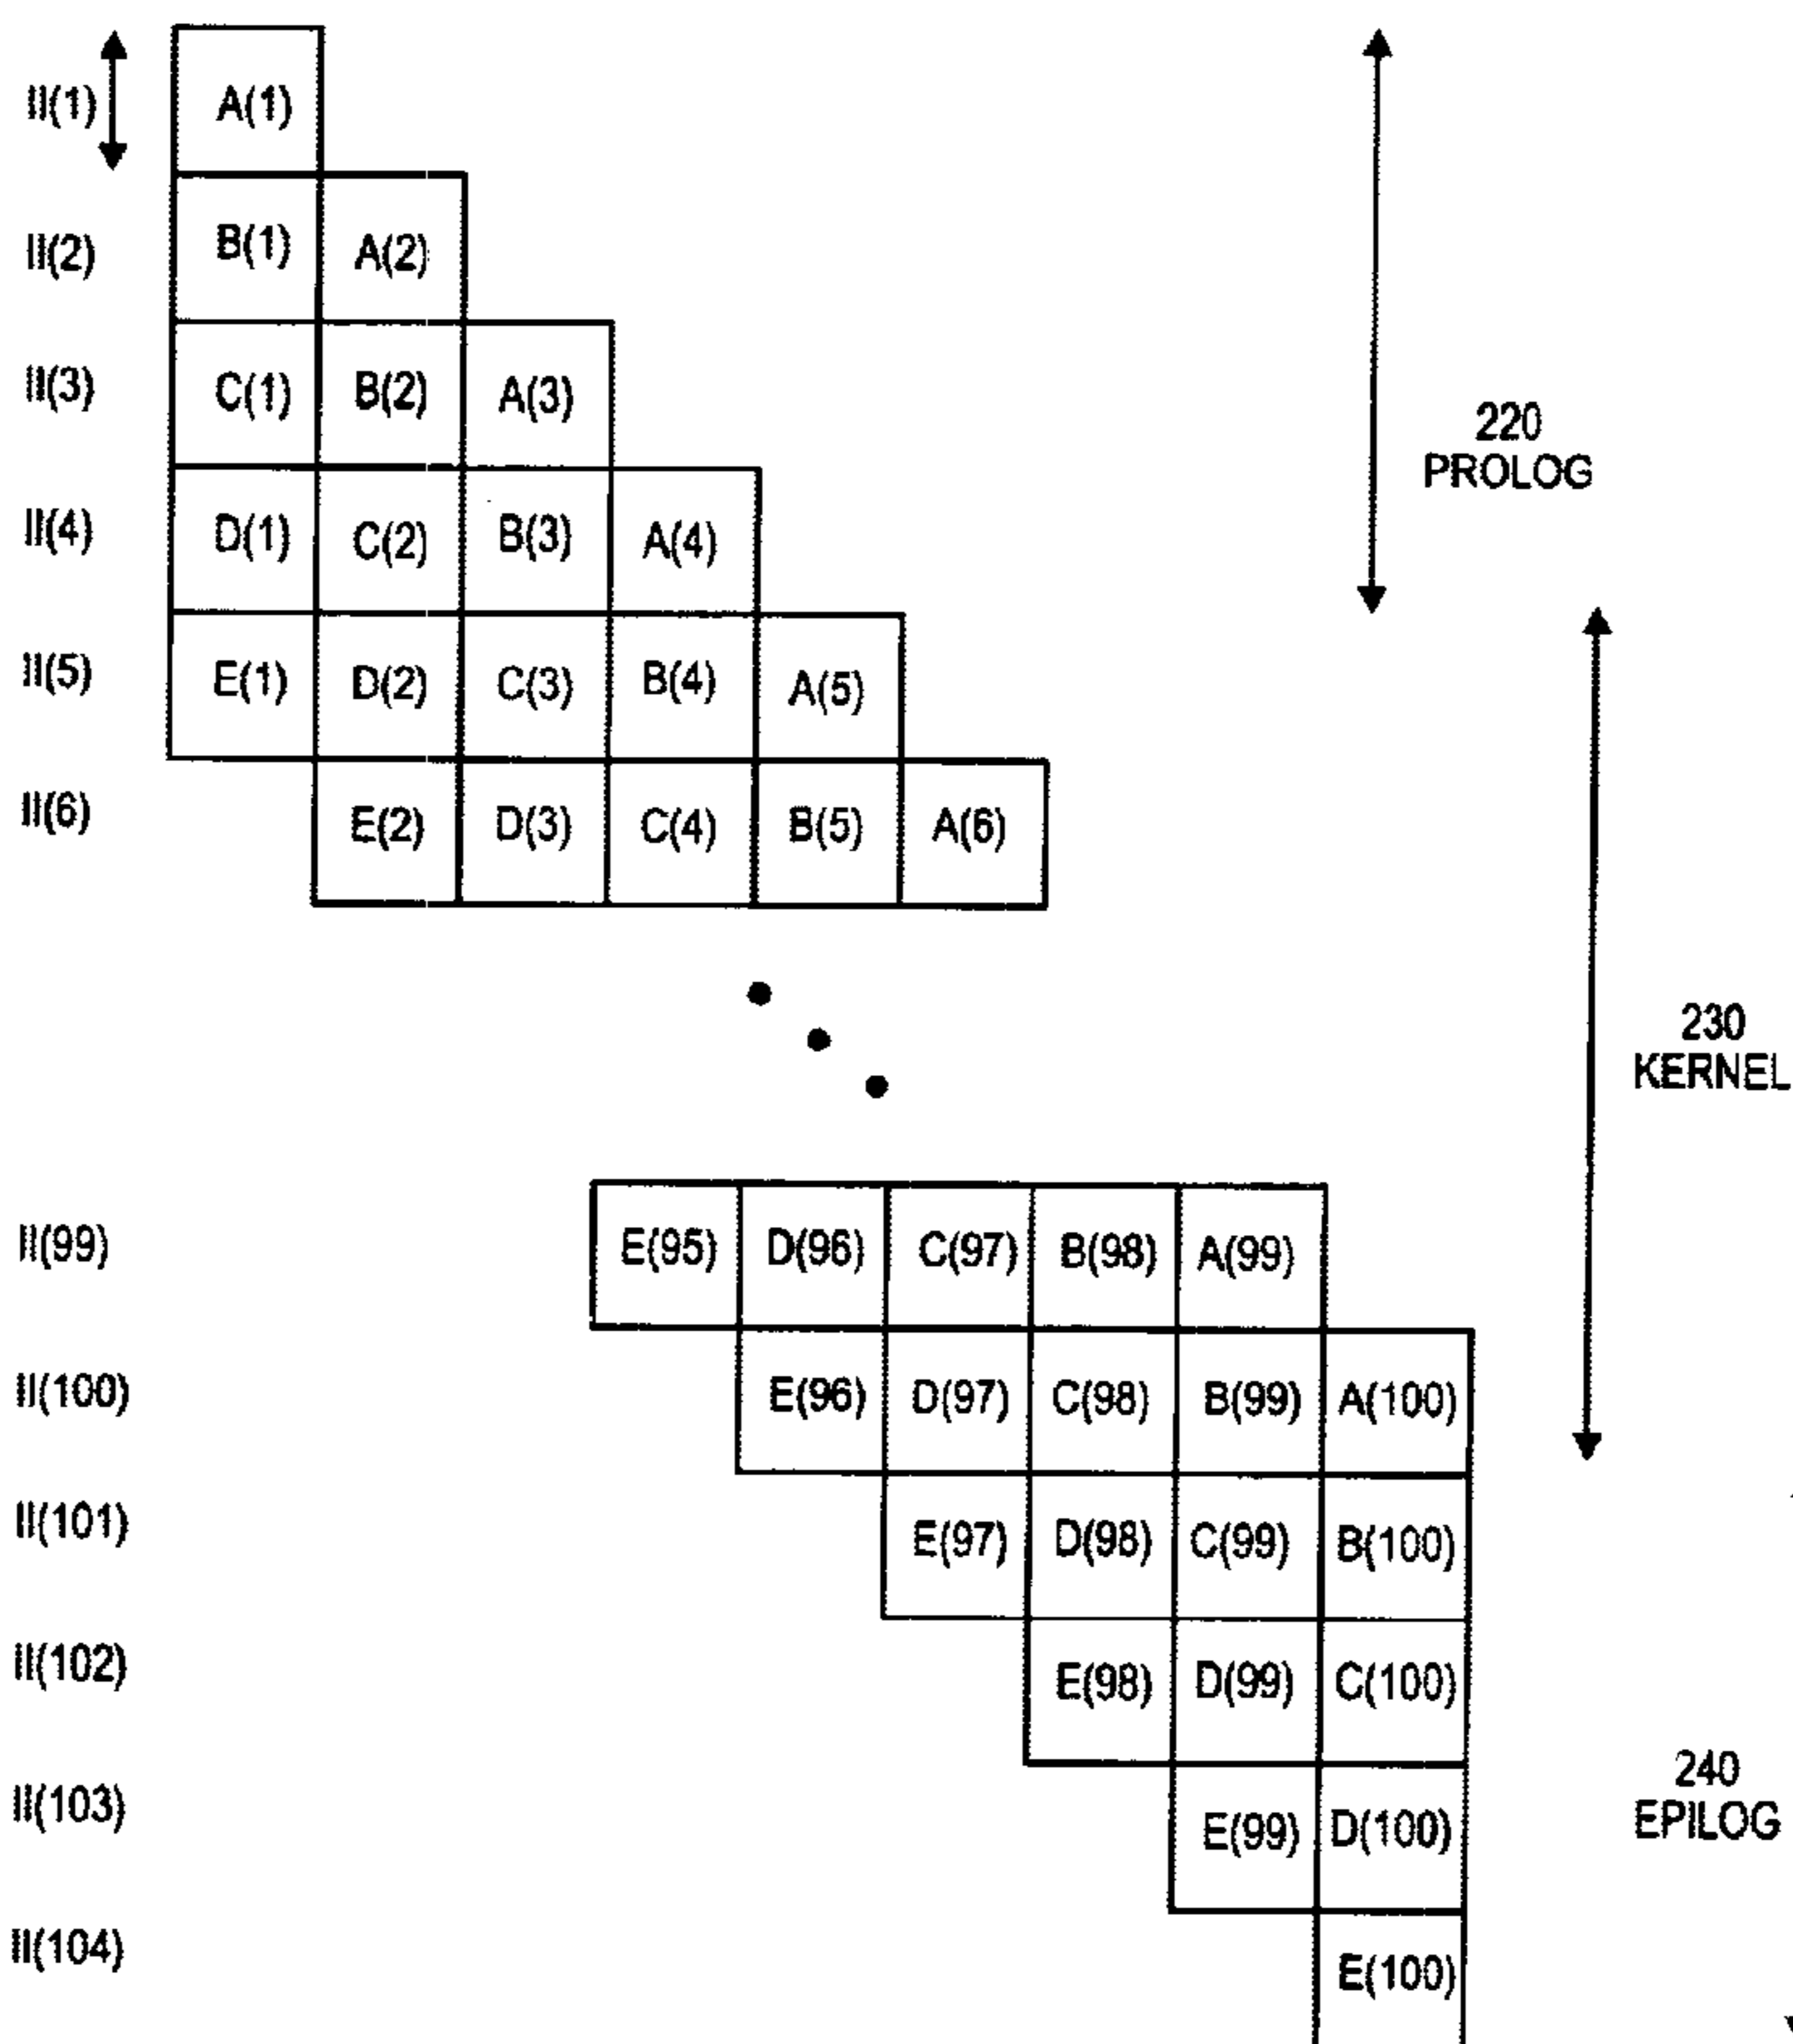 II(1) A(1)
II(2) B(1) A(2)
II(3) C(1) B(2) A(3)
220
PROLOG
II(4) D(1) C(2) B(3) A(4)
II(5) E(1) D(2) C(3) B(4) A(5)
II(6) E(2) D(3) C(4) B(5) A(6)
230
KERNEL
II(99) E(95) D(96) C(97) B(98) A(99)
II(100) E(96) D(97) C(98) B(99) A(100)
II(101) E(97) D(98) C(99) B(100)
II(102) E(98) D(99) C(100)
240
EPILOG
II(103) E(99) D(100)
II(104) E(100)